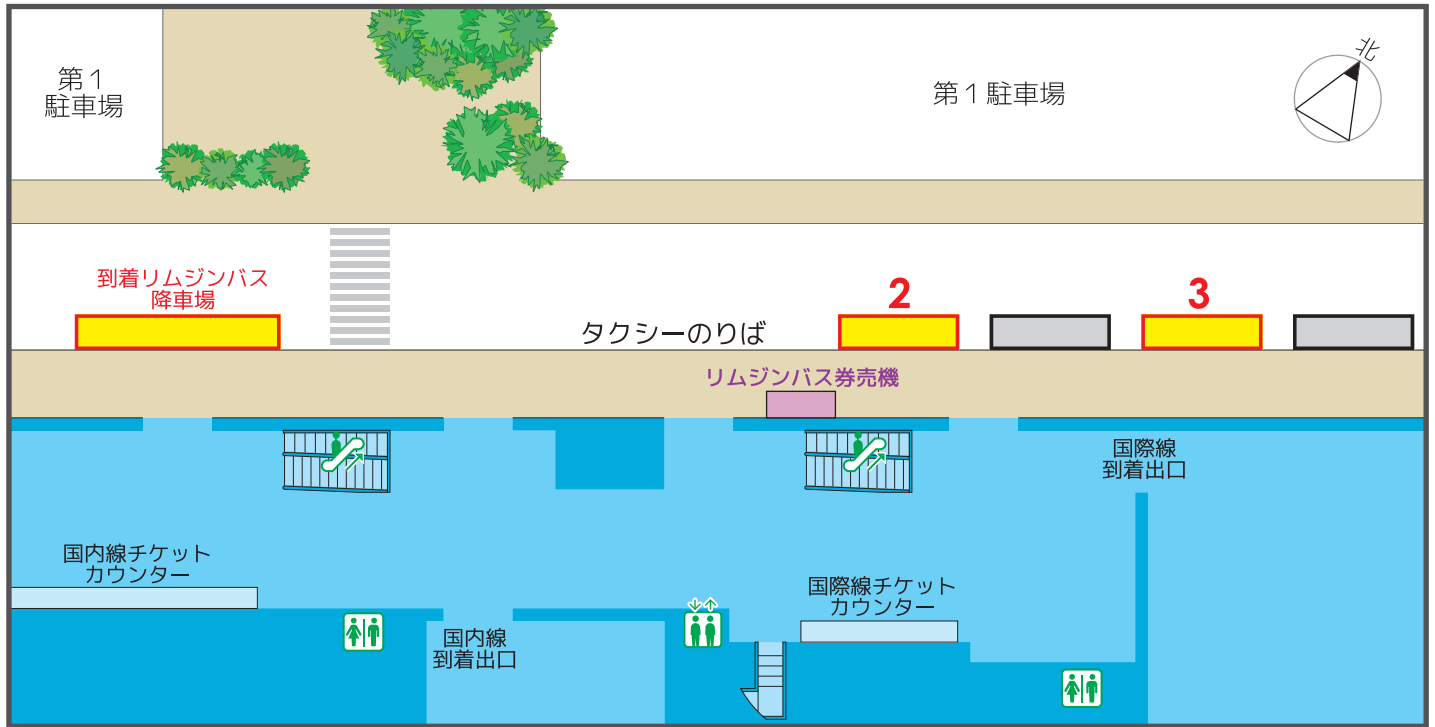 第１
駐車場
第１駐車場
北
到着リムジンバス
降車場
2
3
タクシーのりば
リムジンバス券売機
国際線
到着出口
国内線チケット
カウンター
国際線チケット
カウンター
国内線
到着出口